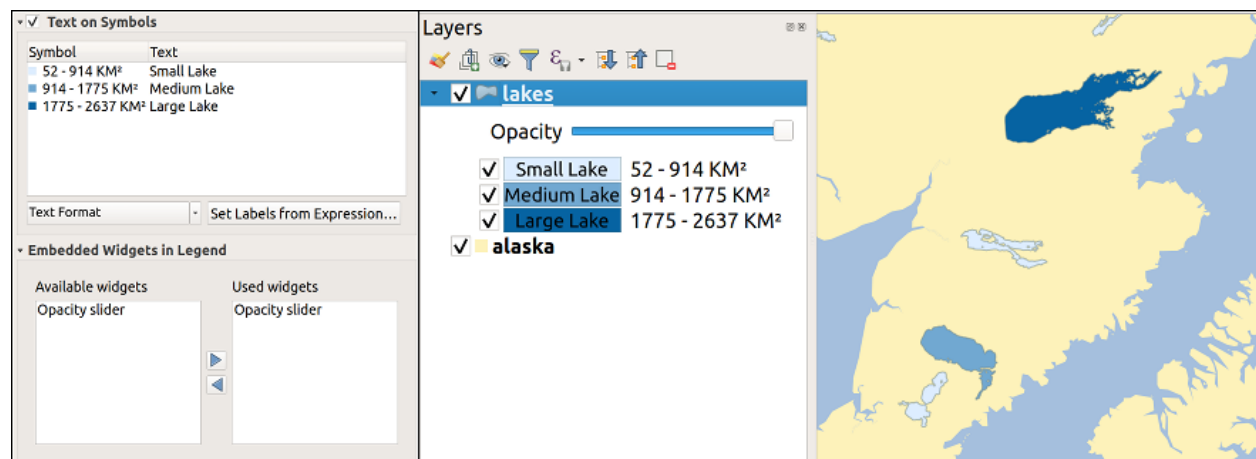 Text on Symbols
Symbol Text
52 - 914 KM² Small Lake
914 - 1775 KM² Medium Lake
1775 - 2637 KM² Large Lake
Text Format
Set Labels from Expression...
Embedded Widgets in Legend
Available widgets
Used widgets
Opacity slider
Opacity slider
Layers
lakes
Opacity
Small Lake 52 - 914 KM²
Medium Lake 914 - 1775 KM²
Large Lake 1775 - 2637 KM²
alaska